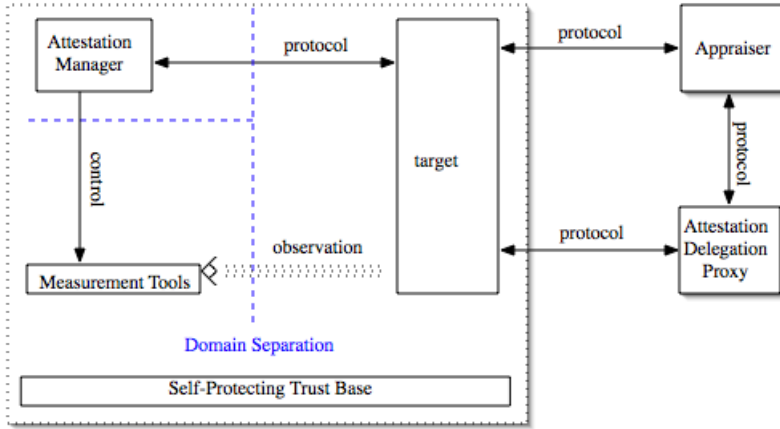 Attestation
Manager
protocol
protocol
Appraiser
control
target
protocol
observation
protocol
Attestation
Delegation
Proxy
Measurement Tools
Domain Separation
Self-Protecting Trust Base